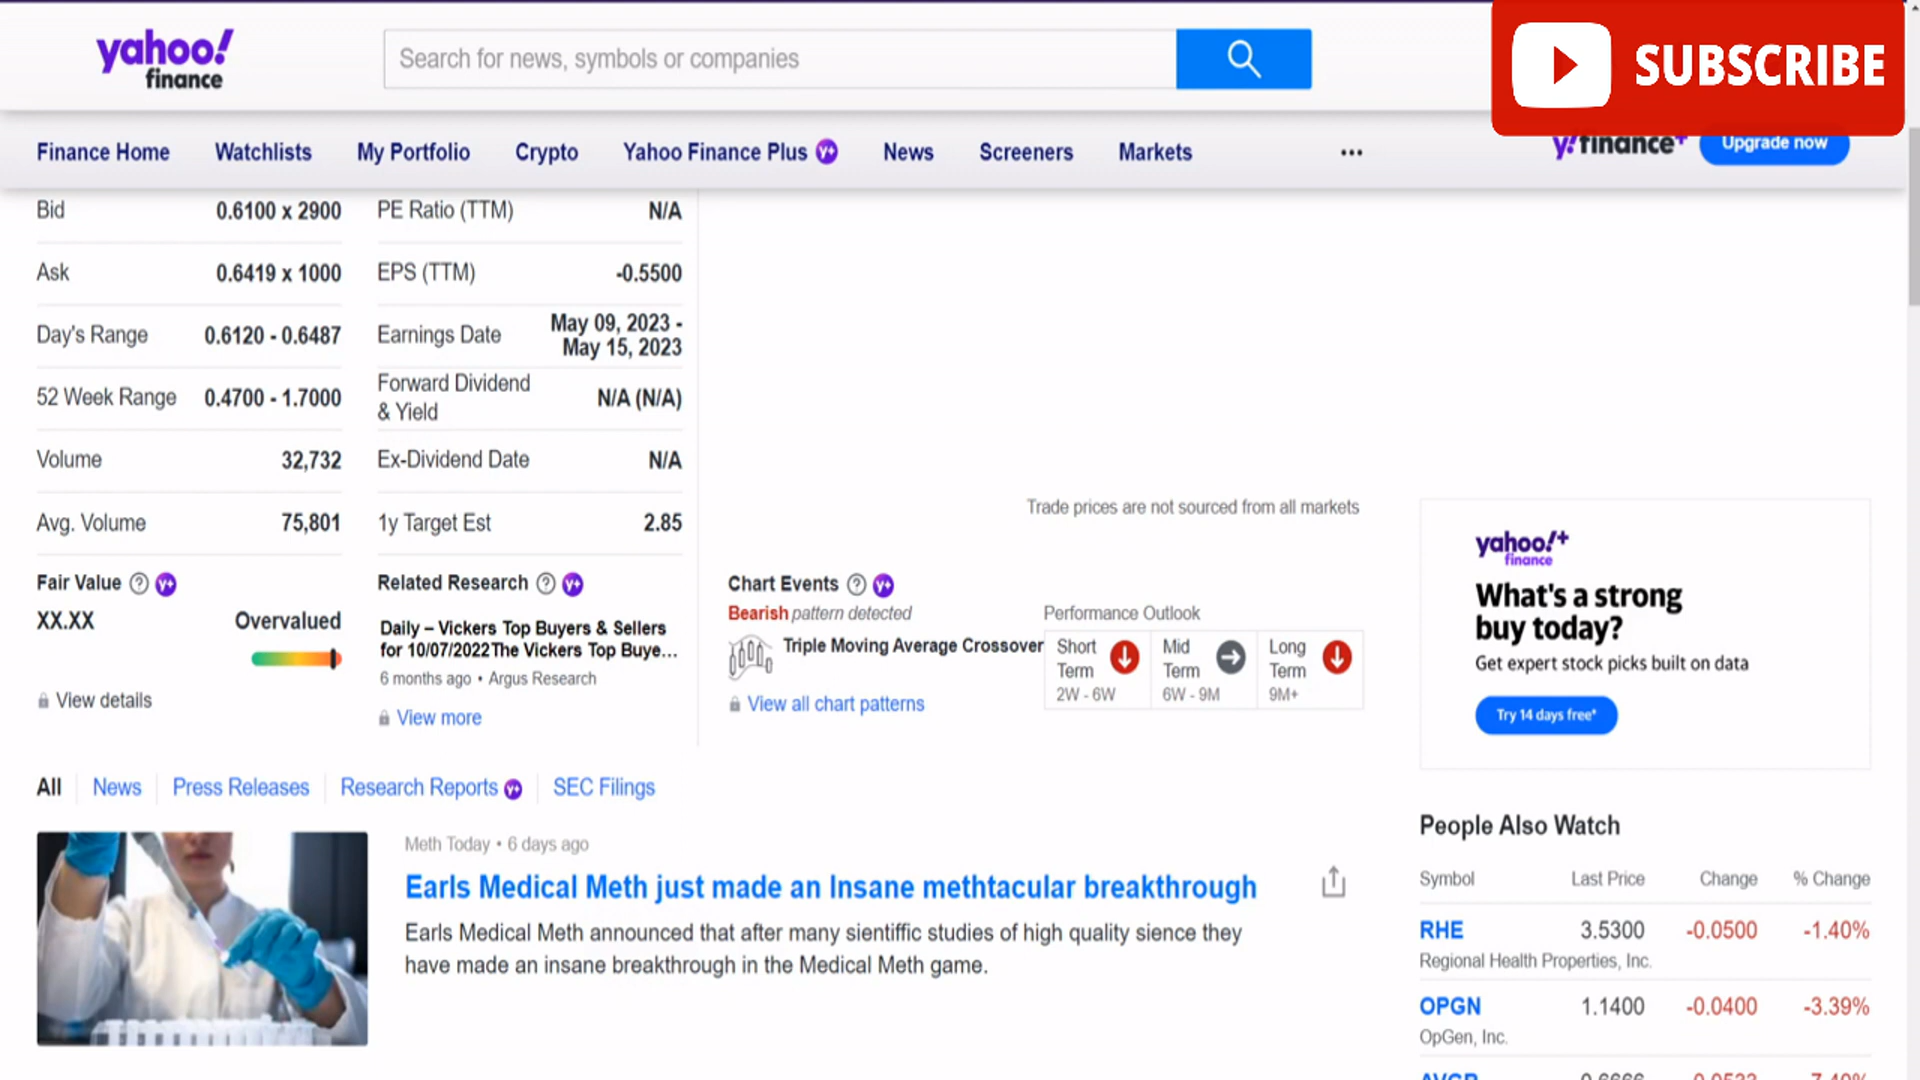 yahoo!
finance
Search for news, symbols or companies
SUBSCRIBE
Finance Home Watchlists My Portfolio Crypto Yahoo Finance Plus y+ News Screeners Markets ...
y!finance+ Upgrade now
Bid 0.6100 x 2900
Ask 0.6419 x 1000
Day's Range 0.6120 - 0.6487
52 Week Range 0.4700 - 1.7000
Volume 32,732
Avg. Volume 75,801
PE Ratio (TTM) N/A
EPS (TTM) -0.5500
Earnings Date May 09, 2023 -
May 15, 2023
Forward Dividend
& Yield N/A (N/A)
Ex-Dividend Date N/A
1y Target Est 2.85
Trade prices are not sourced from all markets
Fair Value ? y+
XX.XX Overvalued
View details
Related Research ? y+
Daily – Vickers Top Buyers & Sellers
for 10/07/2022The Vickers Top Buye...
6 months ago • Argus Research
View more
Chart Events ? y+
Bearish pattern detected
Triple Moving Average Crossover
View all chart patterns
Performance Outlook
Short
Term
2W - 6W
Mid
Term
6W - 9M
Long
Term
9M+
yahoo!+
finance
What's a strong
buy today?
Get expert stock picks built on data
Try 14 days free*
All News Press Releases Research Reports y+ SEC Filings
Meth Today • 6 days ago
Earls Medical Meth just made an Insane methtacular breakthrough
Earls Medical Meth announced that after many sientiffic studies of high quality sience they
have made an insane breakthrough in the Medical Meth game.
People Also Watch
Symbol Last Price Change % Change
RHE 3.5300 -0.0500 -1.40%
Regional Health Properties, Inc.
OPGN 1.1400 -0.0400 -3.39%
OpGen, Inc.